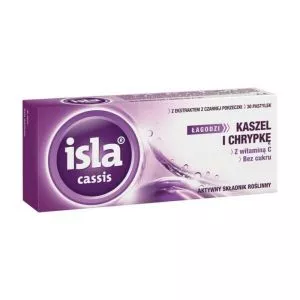 Z EKSTRAKTEM Z CZARNEJ PORZECZKI > 30 PASTYLEK
ŁAGODZI
KASZEL
I CHRYPKĘ
> Z witaminą C
> Bez cukru
isla®
cassis
AKTYWNY SKŁADNIK ROŚLINNY